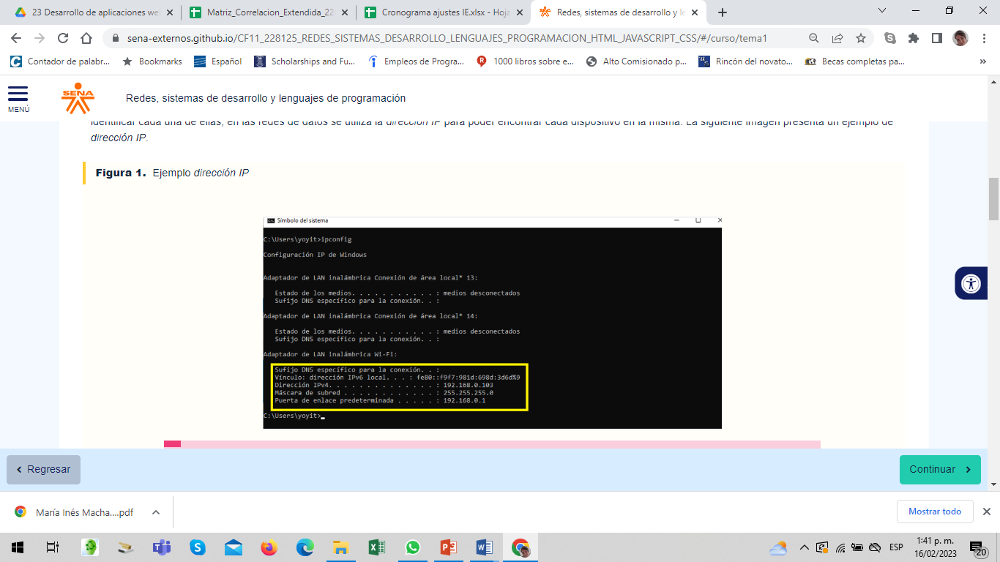 23 Desarrollo de aplicaciones we
Matriz_Correlacion_Extendida_22
Cronograma ajustes IE.xlsx - Hoja
Redes, sistemas de desarrollo y le
sena-externos.github.io/CF11_228125_REDES_SISTEMAS_DESARROLLO_LENGUAJES_PROGRAMACION_HTML_JAVASCRIPT_CSS/#/curso/tema1
Contador de palabr...
Bookmarks
Español
Scholarships and Fu...
Empleos de Progra...
1000 libros sobre e...
Alto Comisionado p...
Rincón del novato...
Becas completas pa...
»
MENÚ
SENA
Redes, sistemas de desarrollo y lenguajes de programación
identificar cada una de ellas, en las redes de datos se utiliza la dirección IP para poder encontrar cada dispositivo en la misma. La siguiente imagen presenta un ejemplo de
dirección IP.
Figura 1. Ejemplo dirección IP
Símbolo del sistema
C:\Users\yoyit>ipconfig
Configuración IP de Windows
Adaptador de LAN inalámbrica Conexión de área local* 13:
Estado de los medios. . . . . . . . . . . : medios desconectados
Sufijo DNS específico para la conexión. . :
Adaptador de LAN inalámbrica Conexión de área local* 14:
Estado de los medios. . . . . . . . . . . : medios desconectados
Sufijo DNS específico para la conexión. . :
Adaptador de LAN inalámbrica Wi-Fi:
Sufijo DNS específico para la conexión. . :
Vínculo: dirección IPv6 local. . . : fe80::f9f7:981d:698d:3d6d%9
Dirección IPv4. . . . . . . . . . . . . . : 192.168.0.103
Máscara de subred . . . . . . . . . . . . : 255.255.255.0
Puerta de enlace predeterminada . . . . . : 192.168.0.1
C:\Users\yoyit>
Regresar
Continuar
María Inés Macha....pdf
Mostrar todo
ESP
1:41 p. m.
16/02/2023
20